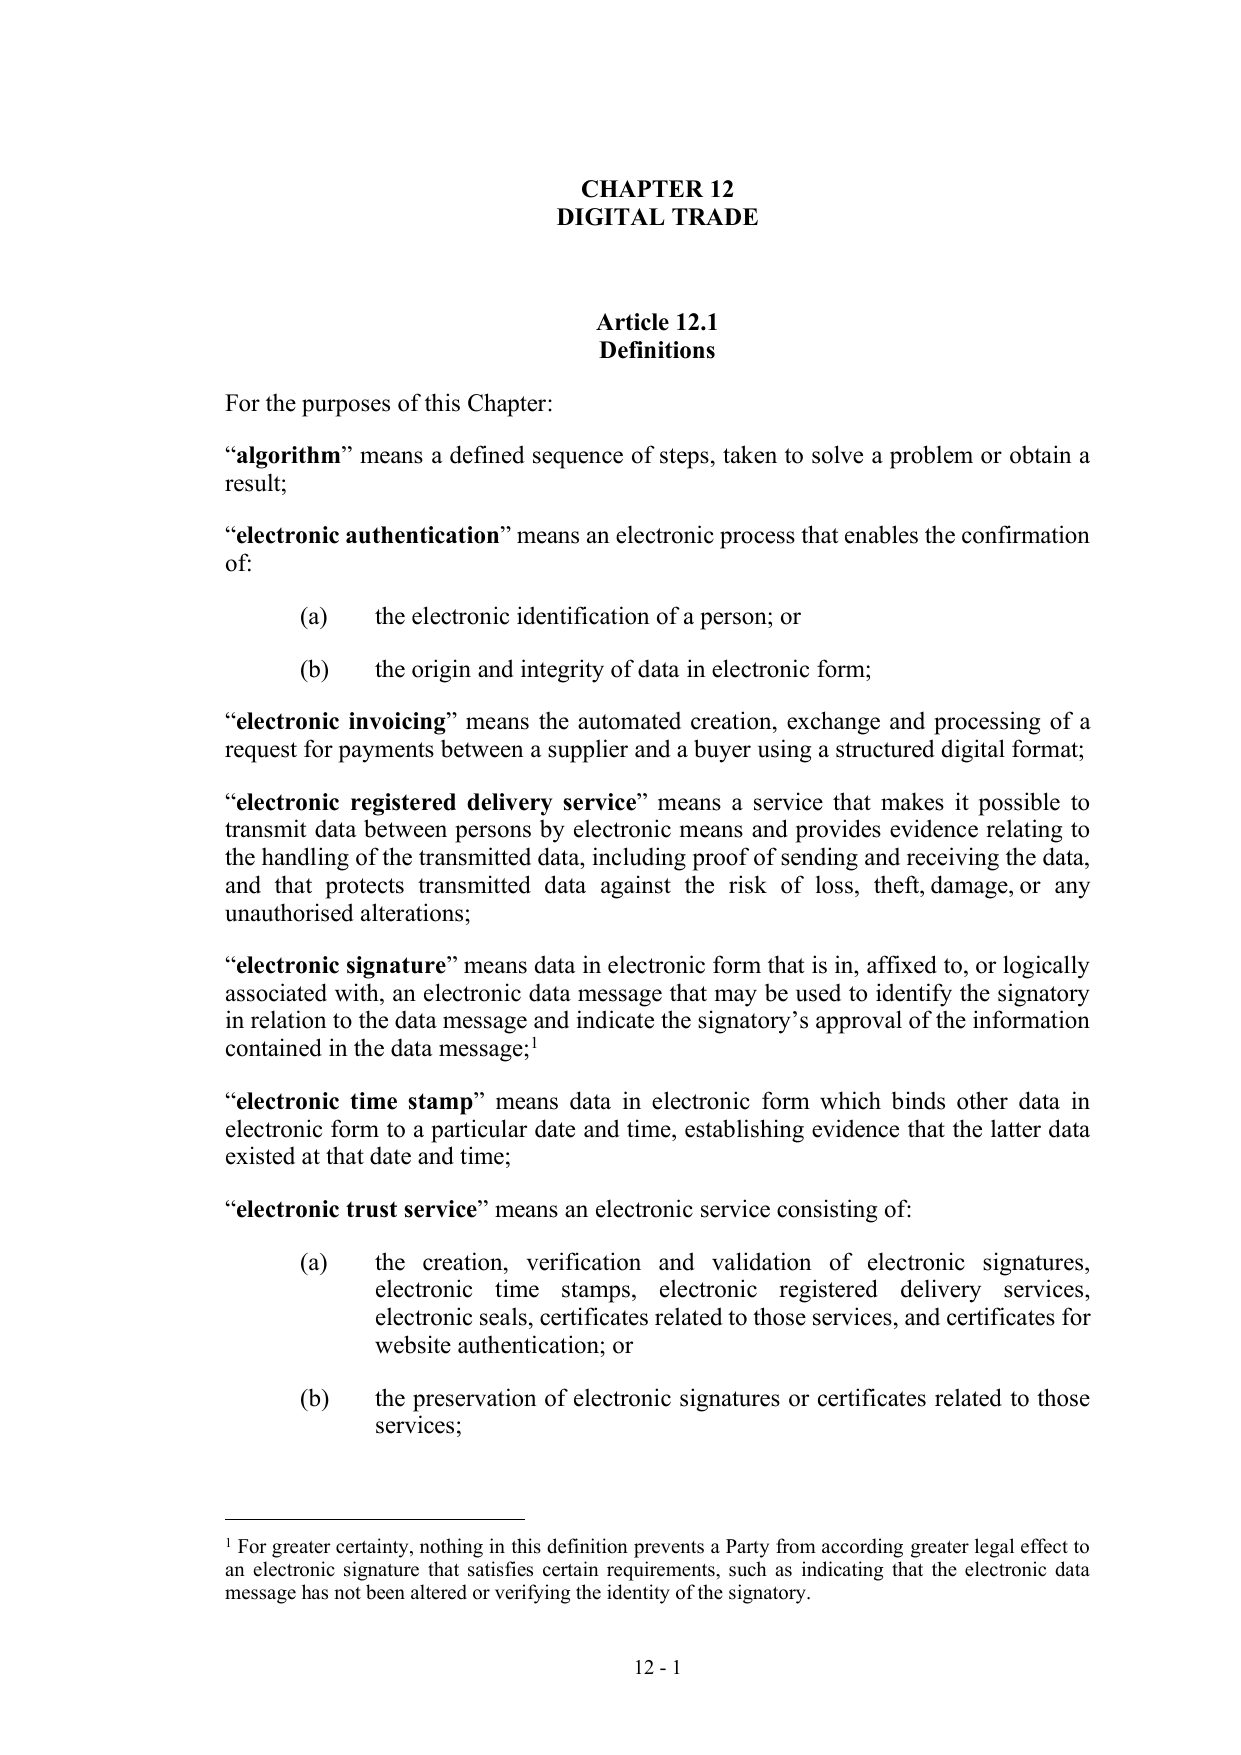 CHAPTER 12
DIGITAL TRADE
Article 12.1
Definitions
For the purposes of this Chapter:
“algorithm” means a defined sequence of steps, taken to solve a problem or obtain a
result;
“electronic authentication” means an electronic process that enables the confirmation
of:
(a) the electronic identification of a person; or
(b) the origin and integrity of data in electronic form;
“electronic invoicing” means the automated creation, exchange and processing of a
request for payments between a supplier and a buyer using a structured digital format;
“electronic registered delivery service” means a service that makes it possible to
transmit data between persons by electronic means and provides evidence relating to
the handling of the transmitted data, including proof of sending and receiving the data,
and that protects transmitted data against the risk of loss, theft, damage, or any
unauthorised alterations;
“electronic signature” means data in electronic form that is in, affixed to, or logically
associated with, an electronic data message that may be used to identify the signatory
in relation to the data message and indicate the signatory’s approval of the information
contained in the data message;1
“electronic time stamp” means data in electronic form which binds other data in
electronic form to a particular date and time, establishing evidence that the latter data
existed at that date and time;
“electronic trust service” means an electronic service consisting of:
(a) the creation, verification and validation of electronic signatures,
electronic time stamps, electronic registered delivery services,
electronic seals, certificates related to those services, and certificates for
website authentication; or
(b) the preservation of electronic signatures or certificates related to those
services;
1 For greater certainty, nothing in this definition prevents a Party from according greater legal effect to
an electronic signature that satisfies certain requirements, such as indicating that the electronic data
message has not been altered or verifying the identity of the signatory.
12 - 1